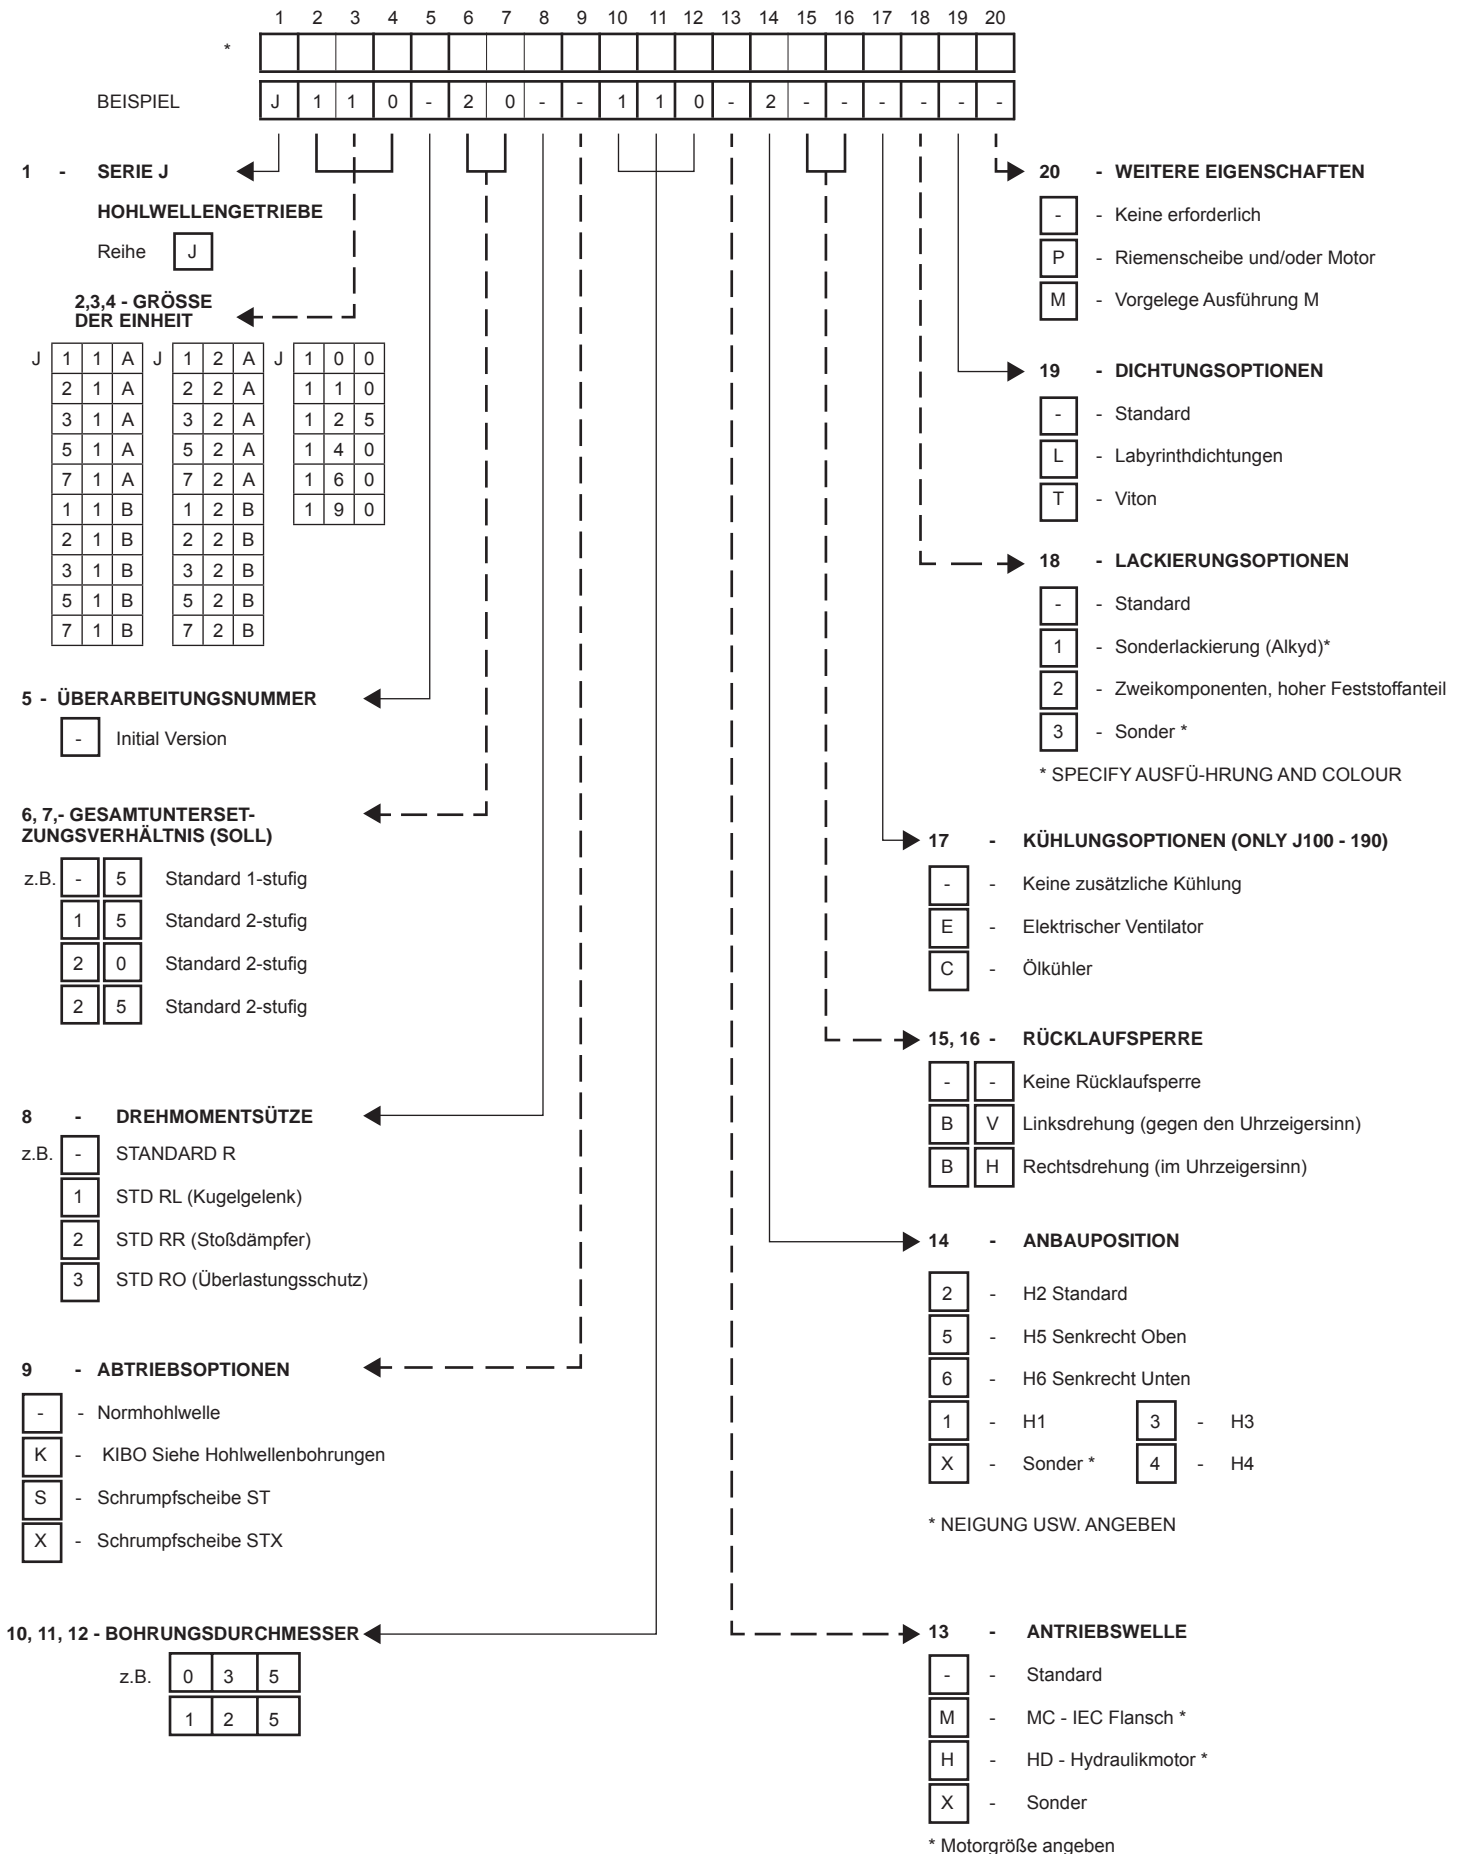 1 2 3 4 5 6 7 8 9 10 11 12 13 14 15 16 17 18 19 20
*
BEISPIEL J 1 1 0 - 2 0 - - 1 1 0 - 2 - - - - - -
1 - SERIE J
HOHLWELLENGETRIEBE
Reihe J
2,3,4 - GRÖSSE
DER EINHEIT
J 1 1 A J 1 2 A J 1 0 0
2 1 A 2 2 A 1 1 0
3 1 A 3 2 A 1 2 5
5 1 A 5 2 A 1 4 0
7 1 A 7 2 A 1 6 0
1 1 B 1 2 B 1 9 0
2 1 B 2 2 B
3 1 B 3 2 B
5 1 B 5 2 B
7 1 B 7 2 B
5 - ÜBERARBEITUNGSNUMMER
- Initial Version
6, 7,- GESAMTUNTERSET-
ZUNGSVERHÄLTNIS (SOLL)
z.B. - 5 Standard 1-stufig
1 5 Standard 2-stufig
2 0 Standard 2-stufig
2 5 Standard 2-stufig
8 - DREHMOMENTSÜTZE
z.B. - STANDARD R
1 STD RL (Kugelgelenk)
2 STD RR (Stoßdämpfer)
3 STD RO (Überlastungsschutz)
9 - ABTRIEBSOPTIONEN
- - Normhohlwelle
K - KIBO Siehe Hohlwellenbohrungen
S - Schrumpfscheibe ST
X - Schrumpfscheibe STX
10, 11, 12 - BOHRUNGSDURCHMESSER
z.B. 0 3 5
1 2 5
20 - WEITERE EIGENSCHAFTEN
- - Keine erforderlich
P - Riemenscheibe und/oder Motor
M - Vorgelege Ausführung M
19 - DICHTUNGSOPTIONEN
- - Standard
L - Labyrinthdichtungen
T - Viton
18 - LACKIERUNGSOPTIONEN
- - Standard
1 - Sonderlackierung (Alkyd)*
2 - Zweikomponenten, hoher Feststoffanteil
3 - Sonder *
* SPECIFY AUSFÜ-HRUNG AND COLOUR
17 - KÜHLUNGSOPTIONEN (ONLY J100 - 190)
- - Keine zusätzliche Kühlung
E - Elektrischer Ventilator
C - Ölkühler
15, 16 - RÜCKLAUFSPERRE
- - Keine Rücklaufsperre
B V Linksdrehung (gegen den Uhrzeigersinn)
B H Rechtsdrehung (im Uhrzeigersinn)
14 - ANBAUPOSITION
2 - H2 Standard
5 - H5 Senkrecht Oben
6 - H6 Senkrecht Unten
1 - H1 3 - H3
X - Sonder * 4 - H4
* NEIGUNG USW. ANGEBEN
13 - ANTRIEBSWELLE
- - Standard
M - MC - IEC Flansch *
H - HD - Hydraulikmotor *
X - Sonder
* Motorgröße angeben